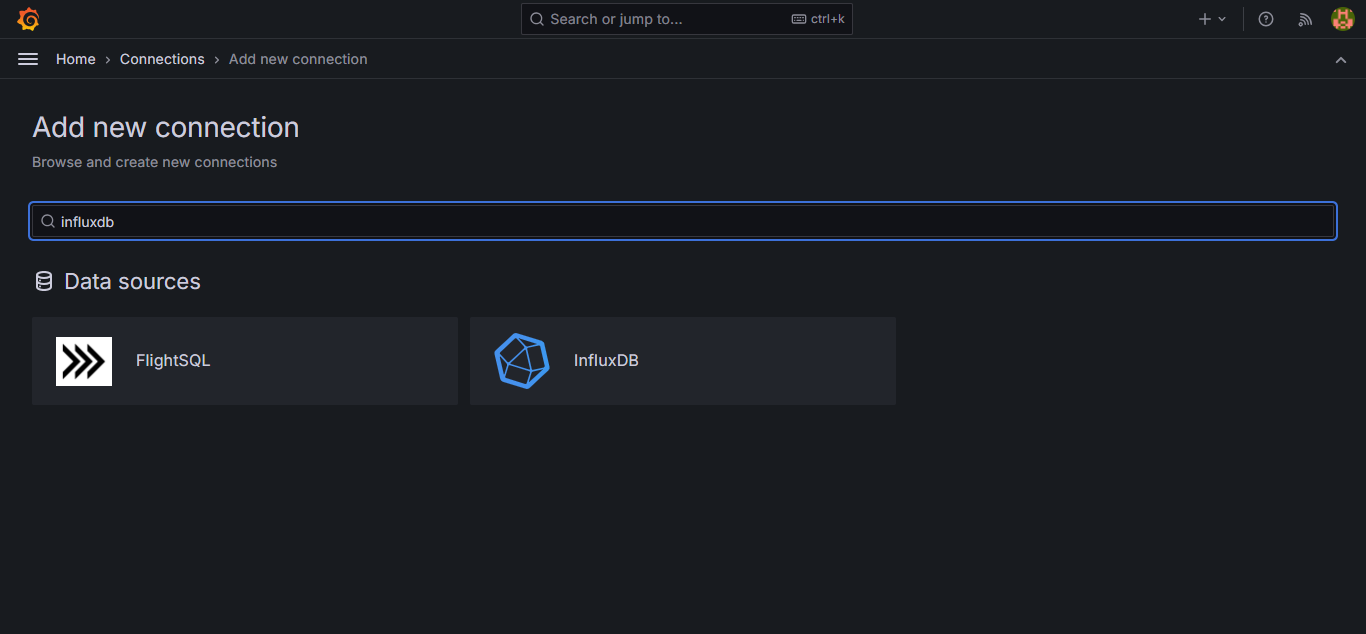 Search or jump to... ctrl+k
Home › Connections › Add new connection
Add new connection
Browse and create new connections
influxdb
Data sources
FlightSQL
InfluxDB